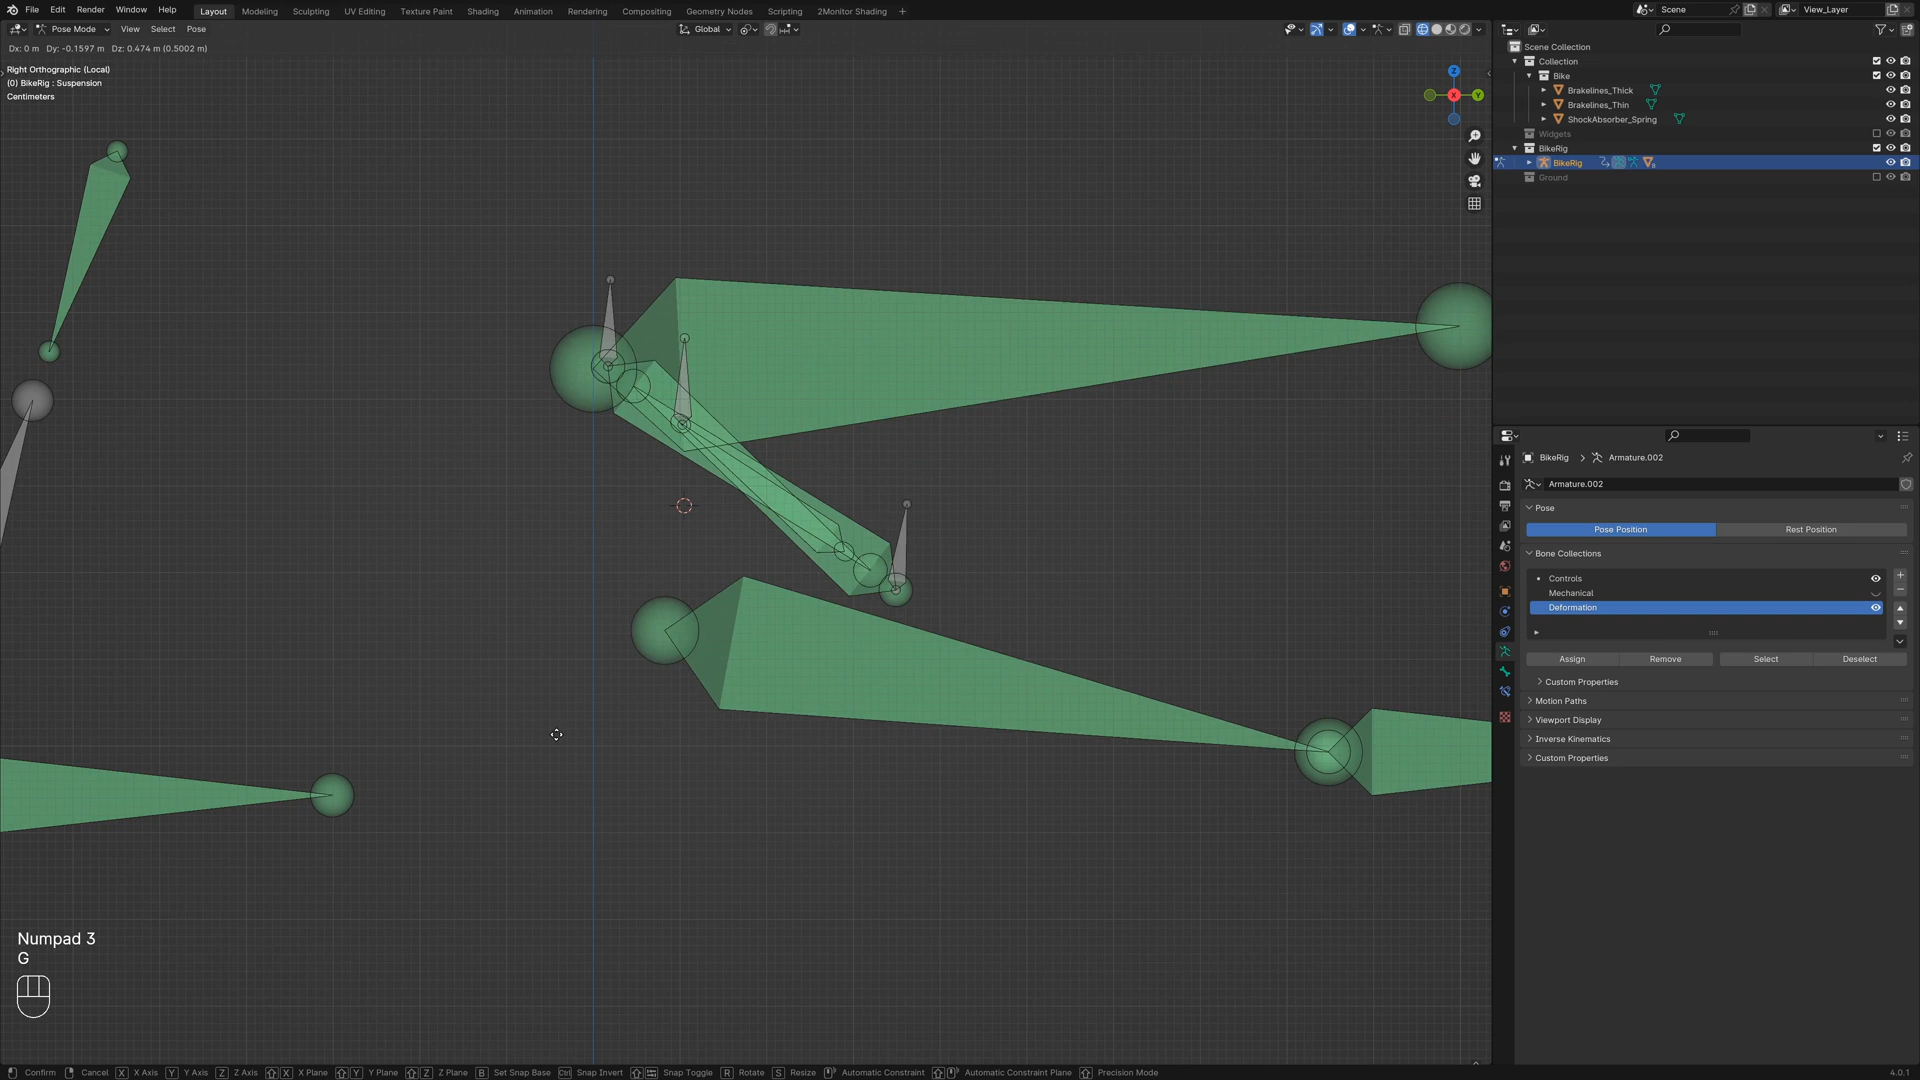 File Edit Render Window Help Layout Modeling Sculpting UV Editing Texture Paint Shading Animation Rendering Compositing Geometry Nodes Scripting 2Monitor Shading + Scene View_Layer
Pose Mode View Select Pose Global
Dx: 0 m Dy: -0.1597 m Dz: 0.474 m (0.5002 m)
Right Orthographic (Local)
(0) BikeRig : Suspension
Centimeters
Z
X
Y
Scene Collection
Collection
Bike
Brakelines_Thick
Brakelines_Thin
ShockAbsorber_Spring
Widgets
BikeRig
BikeRig
Ground
BikeRig > Armature.002
Armature.002
Pose
Pose Position Rest Position
Bone Collections
Controls
Mechanical
Deformation
Assign Remove Select Deselect
Custom Properties
Motion Paths
Viewport Display
Inverse Kinematics
Custom Properties
Numpad 3
G
Confirm Cancel X X Axis Y Y Axis Z Z Axis X X Plane Y Y Plane Z Z Plane B Set Snap Base Ctrl Snap Invert Snap Toggle R Rotate S Resize Automatic Constraint Automatic Constraint Plane Precision Mode 4.0.1